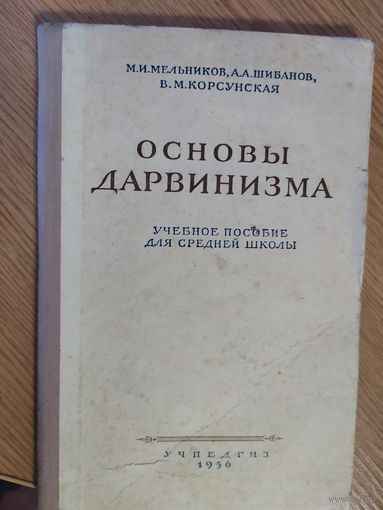 М.И.МЕЛЬНИКОВ, А.А.ШИБАНОВ,
В.М.КОРСУНСКАЯ
ОСНОВЫ
ДАРВИНИЗМА
УЧЕБНОЕ ПОСОБИЕ
ДЛЯ СРЕДНЕЙ ШКОЛЫ
УЧПЕДГИЗ
1956